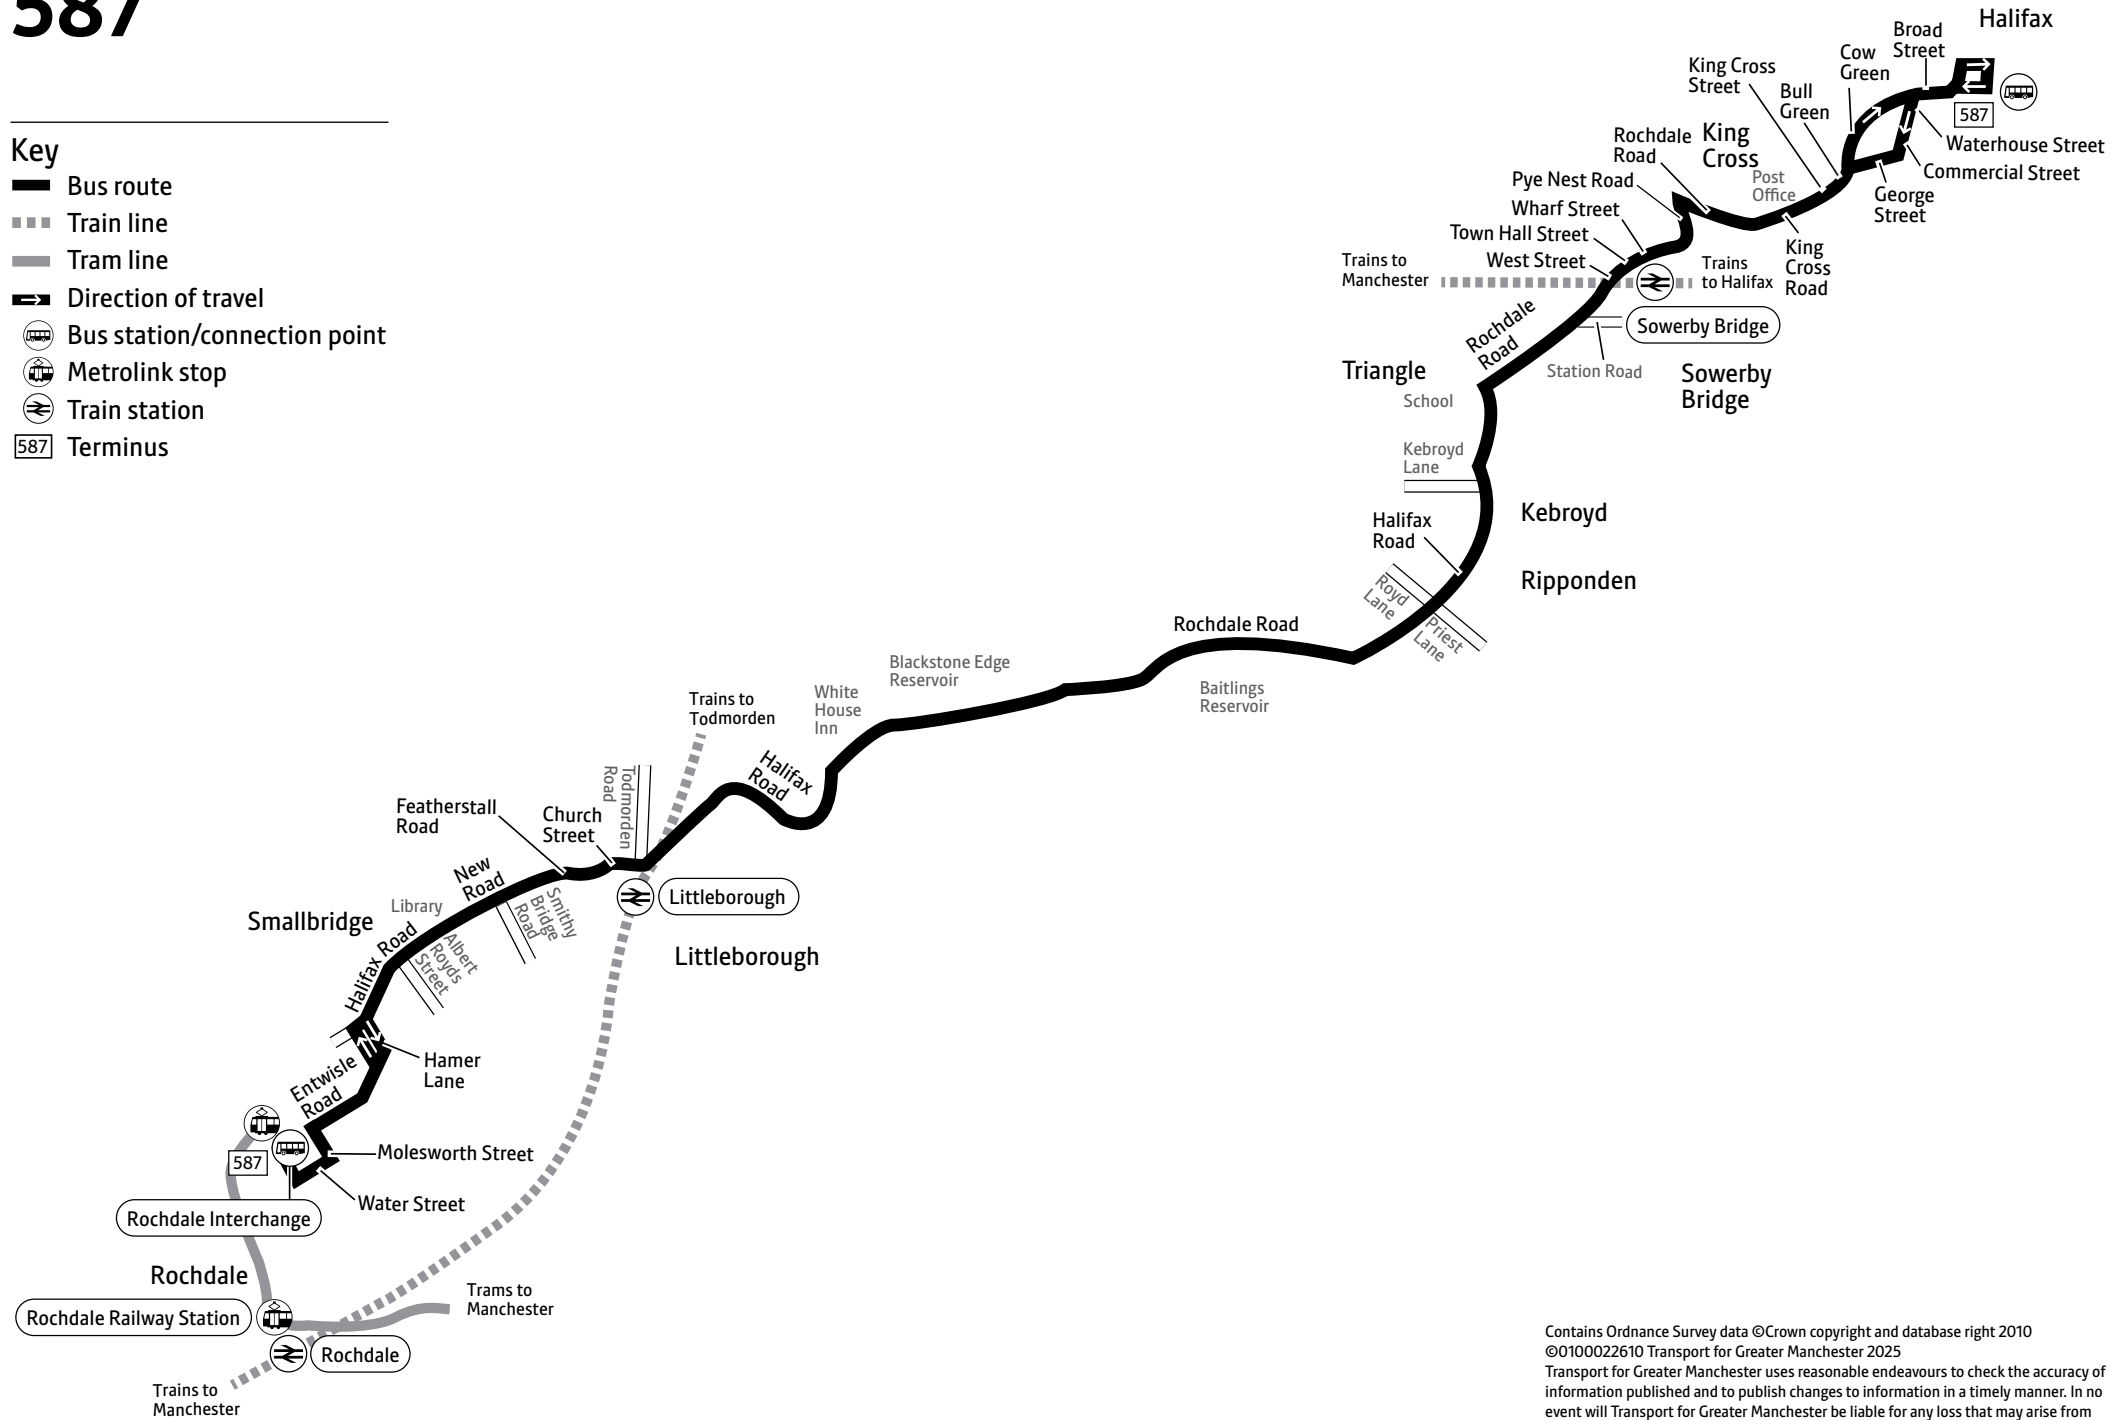 587
Key
Bus route
Train line
Tram line
Direction of travel
Bus station/connection point
Metrolink stop
Train station
587 Terminus
Halifax
Broad
Street
Cow
Green
King Cross
Street
Bull
Green
587
Rochdale
Road
King
Cross
Waterhouse Street
Commercial Street
Post
Office
George
Street
Pye Nest Road
Wharf Street
Town Hall Street
West Street
King
Cross
Road
Trains to
Manchester
Trains
to Halifax
Sowerby Bridge
Rochdale
Road
Station Road
Sowerby
Bridge
Triangle
School
Kebroyd
Lane
Kebroyd
Halifax
Road
Ripponden
Royd
Lane
Priest
Lane
Rochdale Road
Baitlings
Reservoir
Blackstone Edge
Reservoir
White
House
Inn
Trains to
Todmorden
Halifax
Road
Todmorden
Road
Church
Street
Featherstall
Road
New
Road
Littleborough
Littleborough
Smithy
Bridge
Road
Library
Smallbridge
Albert
Royds
Street
Halifax Road
Hamer
Lane
Entwisle
Road
Molesworth Street
587
Water Street
Rochdale Interchange
Rochdale
Rochdale Railway Station
Trams to
Manchester
Rochdale
Trains to
Manchester
Contains Ordnance Survey data ©Crown copyright and database right 2010
©0100022610 Transport for Greater Manchester 2025
Transport for Greater Manchester uses reasonable endeavours to check the accuracy of
information published and to publish changes to information in a timely manner. In no
event will Transport for Greater Manchester be liable for any loss that may arise from